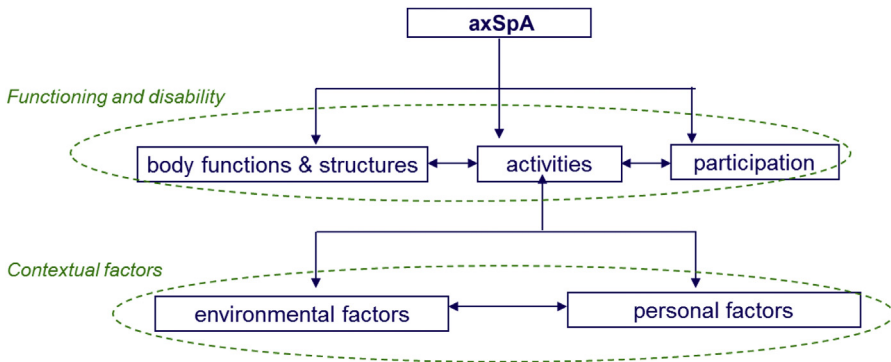 axSpA
Functioning and disability
body functions & structures
activities
participation
Contextual factors
environmental factors
personal factors